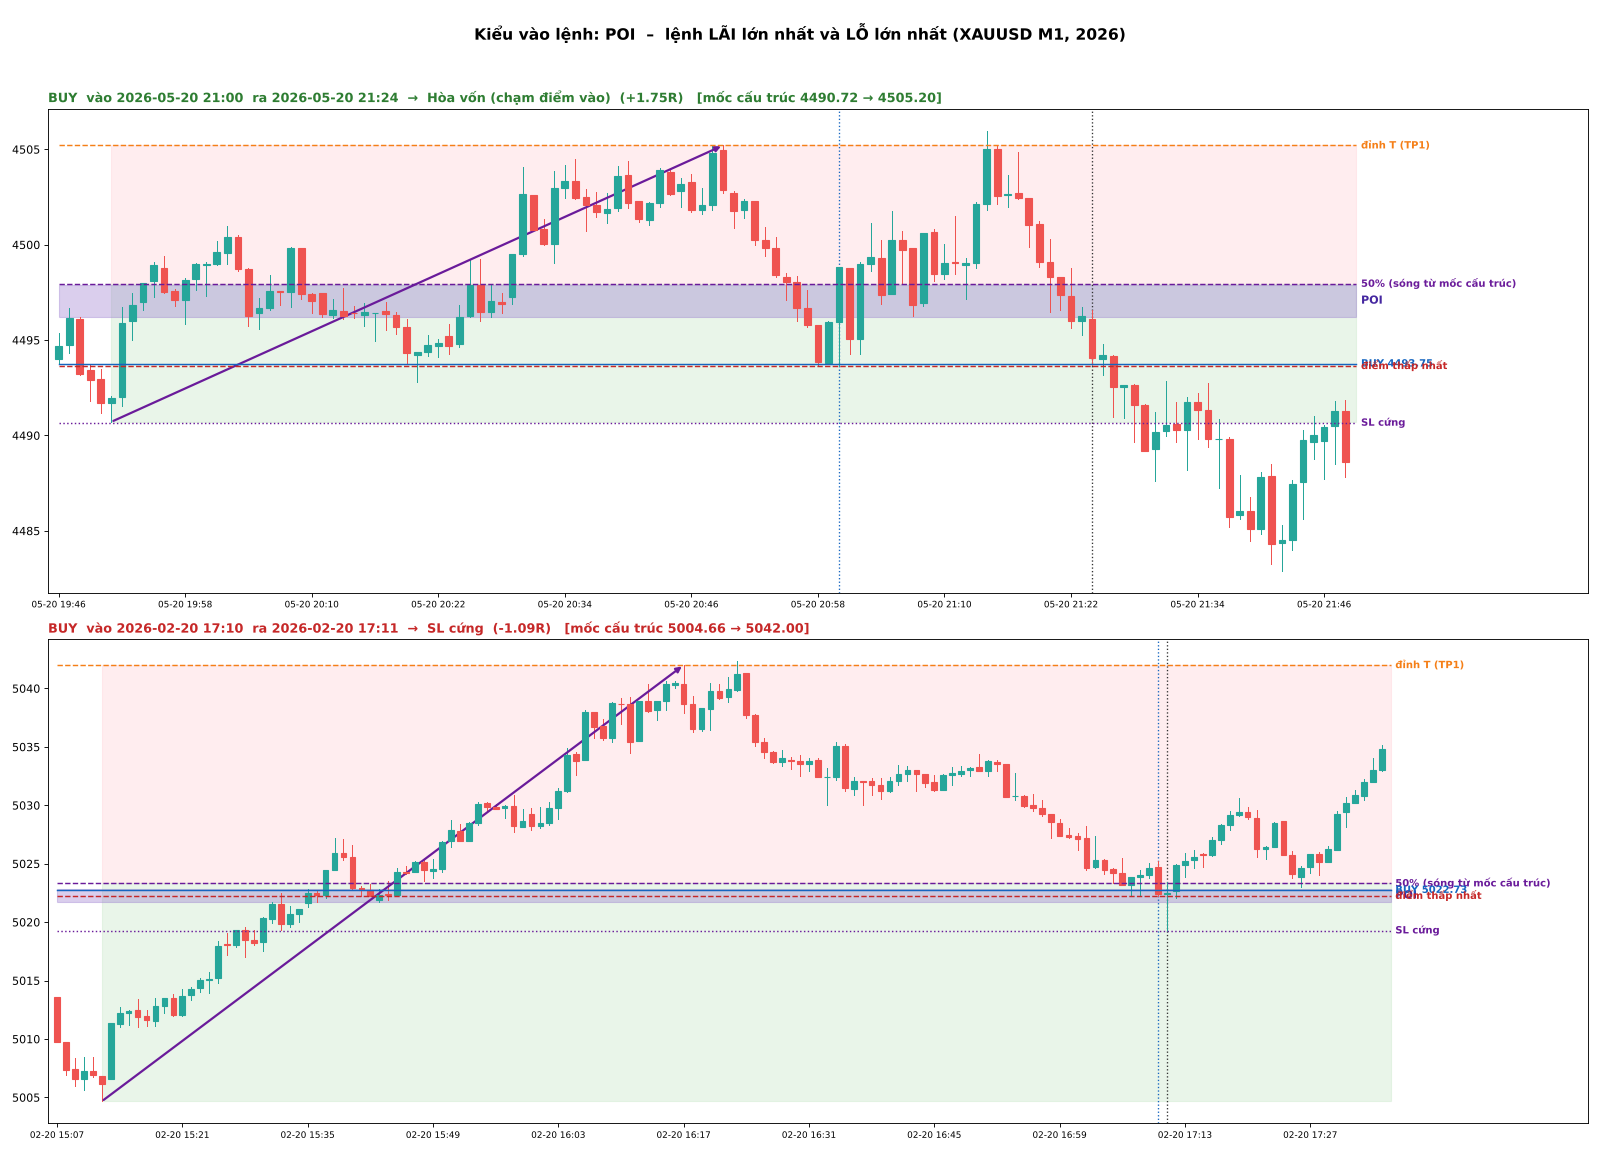 Kiểu vào lệnh: POI – lệnh LÃI lớn nhất và LỖ lớn nhất (XAUUSD M1, 2026)
BUY vào 2026-05-20 21:00 ra 2026-05-20 21:24 → Hòa vốn (chạm điểm vào) (+1.75R) [mốc cấu trúc 4490.72 → 4505.20]
4505
4500
4495
4490
4485
đỉnh T (TP1)
50% (sóng từ mốc cấu trúc)
POI
BUY 4493.75
điểm thấp nhất
SL cứng
05-20 19:46 05-20 19:58 05-20 20:10 05-20 20:22 05-20 20:34 05-20 20:46 05-20 20:58 05-20 21:10 05-20 21:22 05-20 21:34 05-20 21:46
BUY vào 2026-02-20 17:10 ra 2026-02-20 17:11 → SL cứng (-1.09R) [mốc cấu trúc 5004.66 → 5042.00]
5040
5035
5030
5025
5020
5015
5010
5005
đỉnh T (TP1)
50% (sóng từ mốc cấu trúc)
BUY 5022.73
điểm thấp nhất
SL cứng
02-20 15:07 02-20 15:21 02-20 15:35 02-20 15:49 02-20 16:03 02-20 16:17 02-20 16:31 02-20 16:45 02-20 16:59 02-20 17:13 02-20 17:27